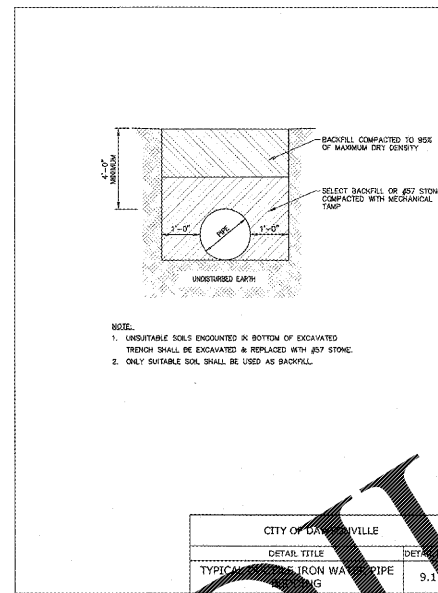 BACKFILL COMPACTED TO 95%
OF MAXIMUM DRY DENSITY
4'-0"
MINIMUM
SELECT BACKFILL OR #57 STON
COMPACTED WITH MECHANICAL
TAMP
1'-0"
PIPE
1'-0"
UNDISTURBED EARTH
NOTE:
1. UNSUITABLE SOILS ENCOUNTED IN BOTTOM OF EXCAVATED
TRENCH SHALL BE EXCAVATED & REPLACED WITH #57 STONE.
2. ONLY SUITABLE SOIL SHALL BE USED AS BACKFILL.
CITY OF DAWSONVILLE
DETAIL TITLE
TYPICAL IRON WATER PIPE
BEDDING
9.1